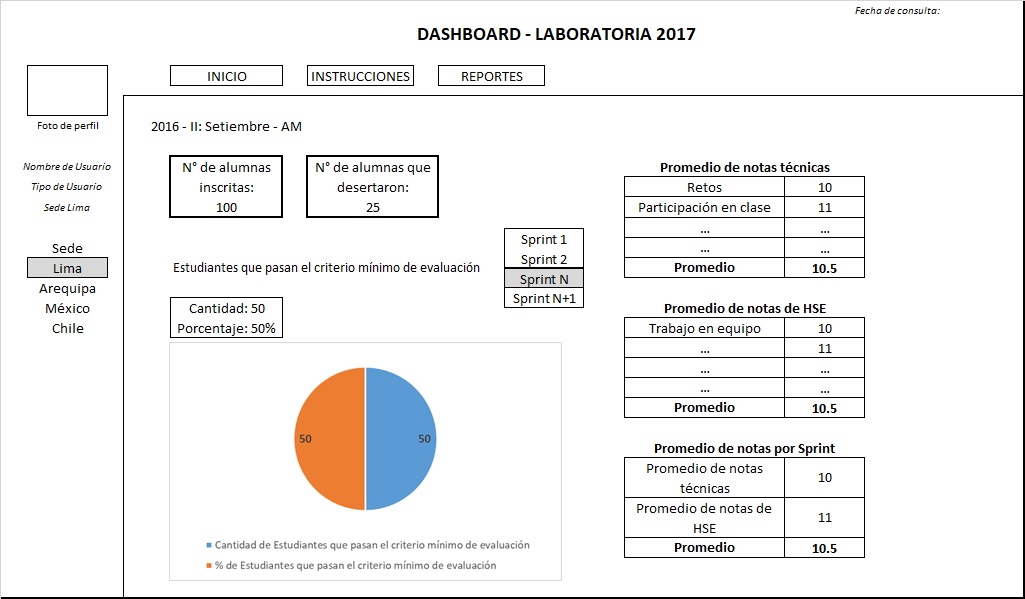 Fecha de consulta:
DASHBOARD - LABORATORIA 2017
INICIO
INSTRUCCIONES
REPORTES
Foto de perfil
Nombre de Usuario
Tipo de Usuario
Sede Lima
Sede
Lima
Arequipa
México
Chile
2016 - II: Setiembre - AM
N° de alumnas
inscritas:
100
N° de alumnas que
desertaron:
25
Estudiantes que pasan el criterio mínimo de evaluación
Sprint 1
Sprint 2
Sprint N
Sprint N+1
Cantidad: 50
Porcentaje: 50%
50
50
Cantidad de Estudiantes que pasan el criterio mínimo de evaluación
% de Estudiantes que pasan el criterio mínimo de evaluación
Promedio de notas técnicas
Retos 10
Participación en clase 11
... ...
... ...
Promedio 10.5
Promedio de notas de HSE
Trabajo en equipo 10
... 11
... ...
... ...
Promedio 10.5
Promedio de notas por Sprint
Promedio de notas
técnicas
10
Promedio de notas de
HSE
11
Promedio 10.5